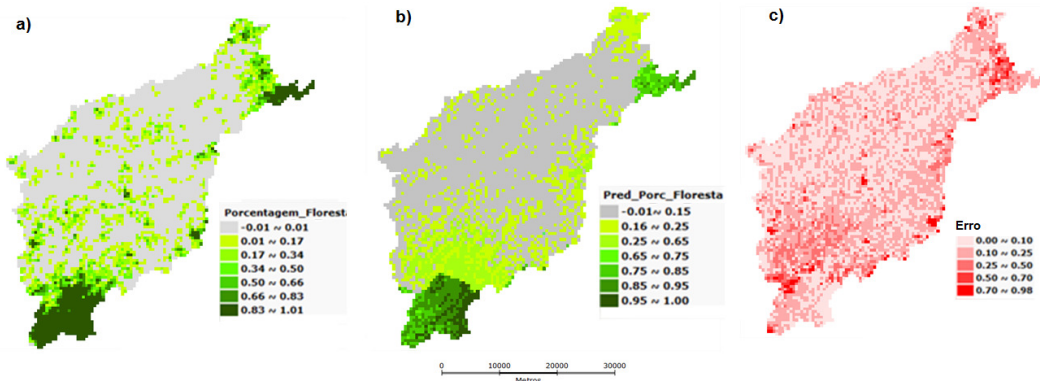 a)
b)
c)
Porcentagem_Floresta
-0.01 ~ 0.01
0.01 ~ 0.17
0.17 ~ 0.34
0.34 ~ 0.50
0.50 ~ 0.66
0.66 ~ 0.83
0.83 ~ 1.01
Pred_Porc_Floresta
-0.01~ 0.15
0.16 ~ 0.25
0.25 ~ 0.65
0.65 ~ 0.75
0.75 ~ 0.85
0.85 ~ 0.95
0.95 ~ 1.00
Erro
0.00 ~ 0.10
0.10 ~ 0.25
0.25 ~ 0.50
0.50 ~ 0.70
0.70 ~ 0.98
0 10000 20000 30000
Metros